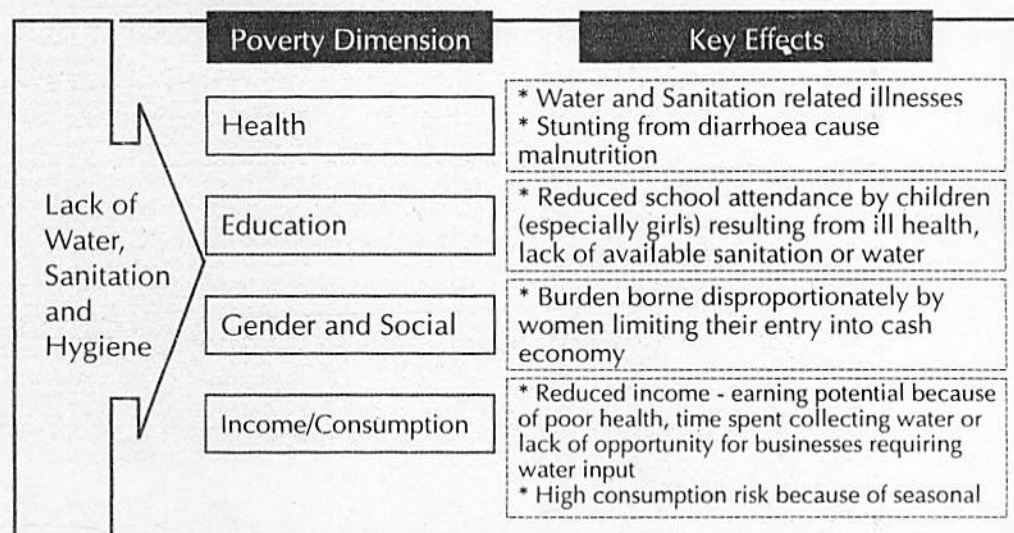 Poverty Dimension
Key Effects
Lack of
Water,
Sanitation
and
Hygiene
Health
* Water and Sanitation related illnesses
* Stunting from diarrhoea cause
malnutrition
Education
* Reduced school attendance by children
(especially girls) resulting from ill health,
lack of available sanitation or water
Gender and Social
* Burden borne disproportionately by
women limiting their entry into cash
economy
Income/Consumption
* Reduced income - earning potential because
of poor health, time spent collecting water or
lack of opportunity for businesses requiring
water input
* High consumption risk because of seasonal